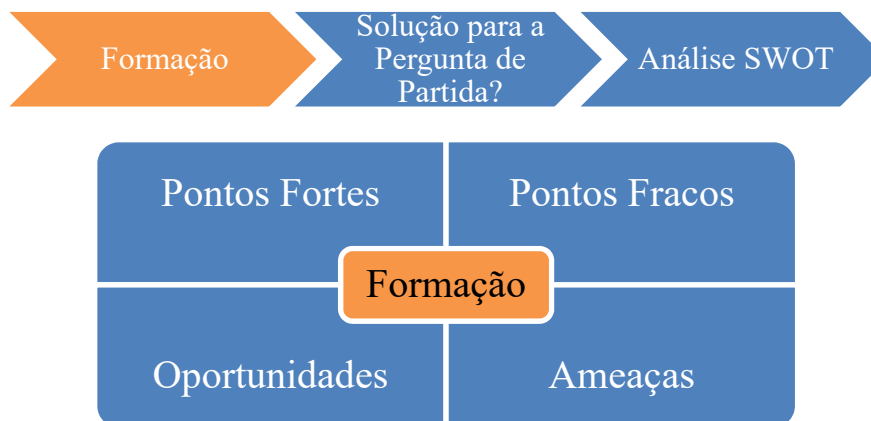 Formação
Solução para a
Pergunta de
Partida?
Análise SWOT
Pontos Fortes
Pontos Fracos
Formação
Oportunidades
Ameaças